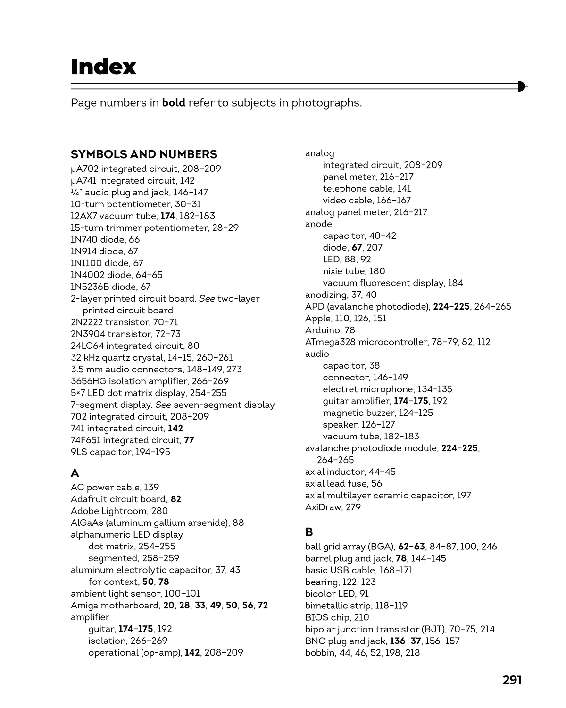 Index
Page numbers in bold refer to subjects in photographs.
SYMBOLS AND NUMBERS
μA702 integrated circuit, 208–209
μA741 integrated circuit, 142
¼″ audio plug and jack, 146–147
10-turn potentiometer, 30–31
12AX7 vacuum tube, 174, 182–183
15-turn trimmer potentiometer, 28–29
1N740 diode, 66
1N914 diode, 67
1N1100 diode, 67
1N4002 diode, 64–65
1N5236B diode, 67
2-layer printed circuit board. See two-layer
printed circuit board
2N2222 transistor, 70–71
2N3904 transistor, 72–73
24LC64 integrated circuit, 80
32 kHz quartz crystal, 14–15, 260–261
3.5 mm audio connectors, 148–149, 273
3656HG isolation amplifier, 266–269
5×7 LED dot matrix display, 254–255
7-segment display. See seven-segment display
702 integrated circuit, 208–209
741 integrated circuit, 142
74F651 integrated circuit, 77
9LS capacitor, 194–195
A
AC power cable, 139
Adafruit circuit board, 82
Adobe Lightroom, 280
AlGaAs (aluminum gallium arsenide), 88
alphanumeric LED display
dot matrix, 254–255
segmented, 258–259
aluminum electrolytic capacitor, 37, 43
for context, 50, 78
ambient light sensor, 100–101
Amiga motherboard, 20, 28, 33, 49, 50, 56, 72
amplifier
guitar, 174–175, 192
isolation, 266–269
operational (op-amp), 142, 208–209
analog
integrated circuit, 208–209
panel meter, 216–217
telephone cable, 141
video cable, 166–167
analog panel meter, 216–217
anode
capacitor, 40–42
diode, 67, 207
LED, 88, 92
nixie tube, 180
vacuum fluorescent display, 184
anodizing, 37, 40
APD (avalanche photodiode), 224–225, 264–265
Apple, 110, 126, 151
Arduino, 78
ATmega328 microcontroller, 78–79, 82, 112
audio
capacitor, 38
connector, 146–149
electret microphone, 134–135
guitar amplifier, 174–175, 192
magnetic buzzer, 124–125
speaker, 126–127
vacuum tube, 182–183
avalanche photodiode module, 224–225,
264–265
axial inductor, 44–45
axial lead fuse, 56
axial multilayer ceramic capacitor, 197
AxiDraw, 279
B
ball grid array (BGA), 62–63, 84–87, 100, 246
barrel plug and jack, 78, 144–145
basic USB cable, 168–171
bearing, 122, 123
bicolor LED, 91
bimetallic strip, 118–119
BIOS chip, 210
bipolar junction transistor (BJT), 70–75, 214
BNC plug and jack, 136–37, 156–157
bobbin, 44, 46, 52, 198, 218
291